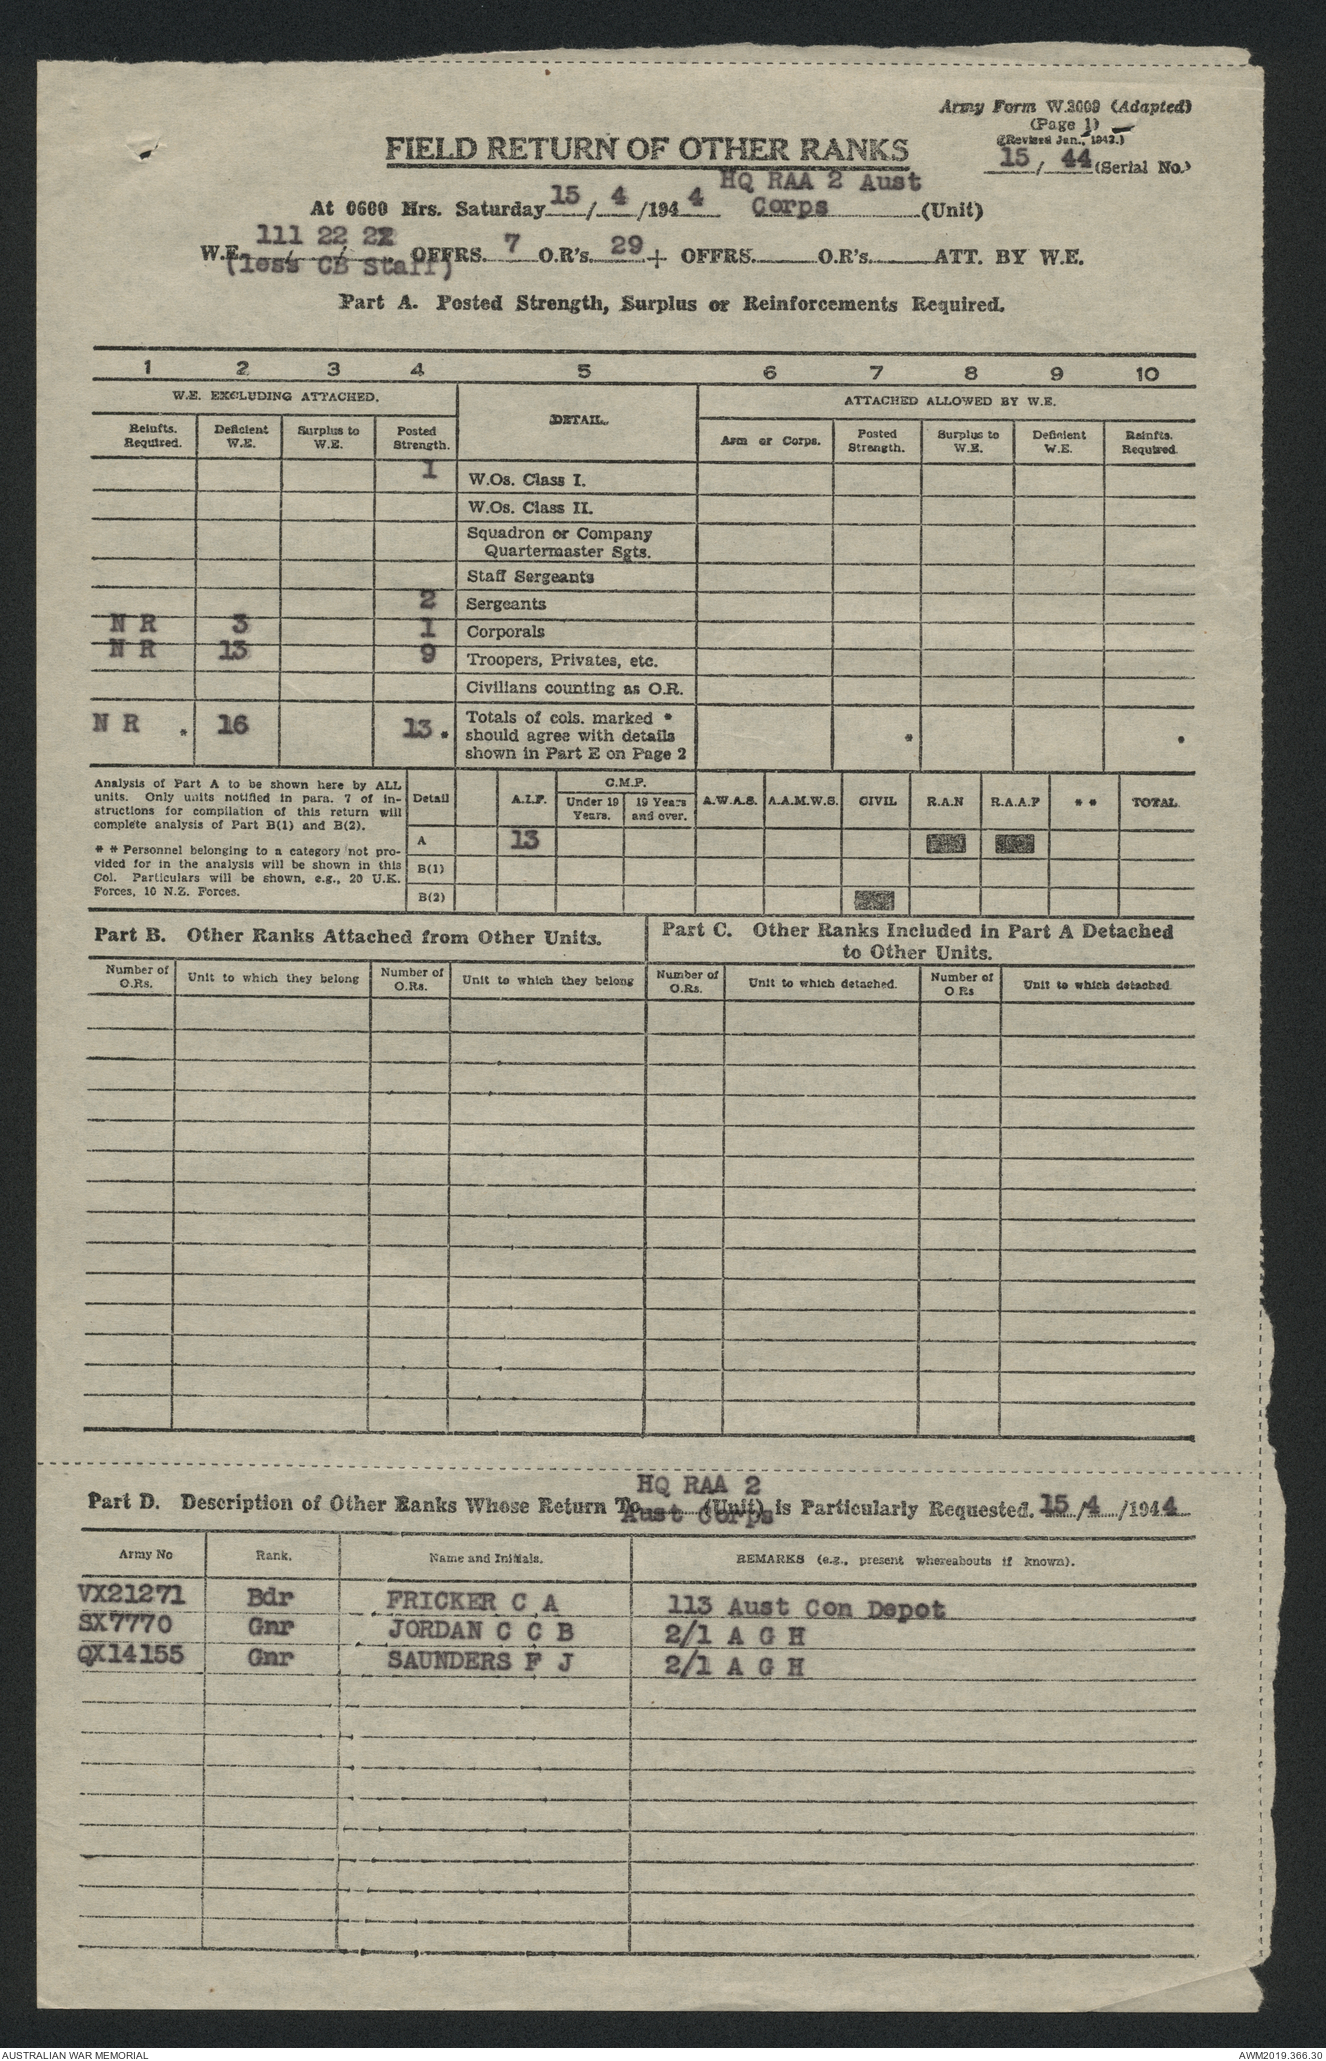 Army Form W.3009 (Adapted)
(Page 1)
(Revised Jan., 1942.)
FIELD RETURN OF OTHER RANKS
15/ 44 (Serial No.)
HQ RAA 2 Aust
At 0600 Hrs. Saturday 15 / 4 /194 4 Corps (Unit)
W.E. 111 / 22 / 2 OFFRS. 7 O.R's. 29 + OFFRS. O.R's. ATT. BY W.E.
(less CB Staff)
Part A. Posted Strength, Surplus or Reinforcements Required.
1 2 3 4 5 6 7 8 9 10
W.E. EXCLUDING ATTACHED. DETAIL. ATTACHED ALLOWED BY W.E.
Reinfts. Required. Deficient W.E. Surplus to W.E. Posted Strength. Arm or Corps. Posted Strength. Surplus to W.E. Deficient W.E. Reinfts. Required.
1 W.Os. Class I.
W.Os. Class II.
Squadron or Company
Quartermaster Sgts.
Staff Sergeants
2 Sergeants
N R 3 1 Corporals
N R 13 9 Troopers, Privates, etc.
Civilians counting as O.R.
N R * 16 13 * Totals of cols. marked *
should agree with details * *
shown in Part E on Page 2
Analysis of Part A to be shown here by ALL
units. Only units notified in para. 7 of in-
structions for compilation of this return will
complete analysis of Part B(1) and B(2).
* * Personnel belonging to a category not pro-
vided for in the analysis will be shown in this
Col. Particulars will be shown, e.g., 20 U.K.
Forces, 10 N.Z. Forces.
Detail A.I.F. C.M.P. Under 19 Years. 19 Years and over. A.W.A.S. A.A.M.W.S. CIVIL R.A.N R.A.A.F * * TOTAL.
A 13
B(1)
B(2)
Part B. Other Ranks Attached from Other Units.
Part C. Other Ranks Included in Part A Detached
to Other Units.
Number of O.Rs. Unit to which they belong Number of O.Rs. Unit to which they belong Number of O.Rs. Unit to which detached. Number of O Rs Unit to which detached.
HQ RAA 2
Part D. Description of Other Ranks Whose Return To (Unit) is Particularly Requested. 15 /4 /1944
Aust Corps
Army No Rank. Name and Initials. REMARKS (e.g., present whereabouts if known).
VX21271 Bdr FRICKER C A 113 Aust Con Depot
SX7770 Gnr JORDAN C C B 2/1 A G H
QX14155 Gnr SAUNDERS F J 2/1 A G H
AUSTRALIAN WAR MEMORIAL AWM2019.366.30